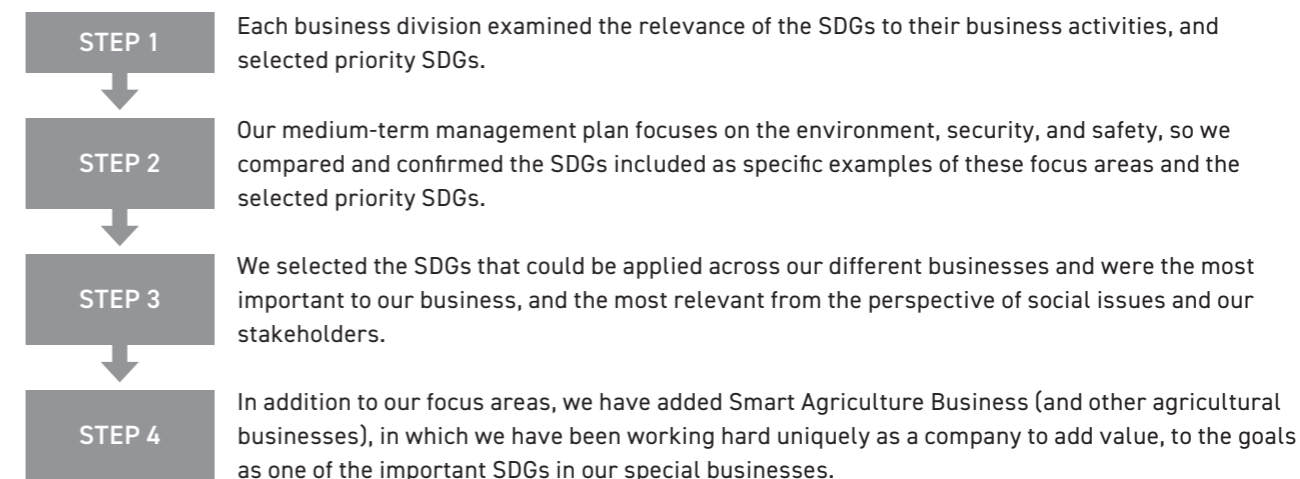 STEP 1
Each business division examined the relevance of the SDGs to their business activities, and
selected priority SDGs.
STEP 2
Our medium-term management plan focuses on the environment, security, and safety, so we
compared and confirmed the SDGs included as specific examples of these focus areas and the
selected priority SDGs.
STEP 3
We selected the SDGs that could be applied across our different businesses and were the most
important to our business, and the most relevant from the perspective of social issues and our
stakeholders.
STEP 4
In addition to our focus areas, we have added Smart Agriculture Business (and other agricultural
businesses), in which we have been working hard uniquely as a company to add value, to the goals
as one of the important SDGs in our special businesses.